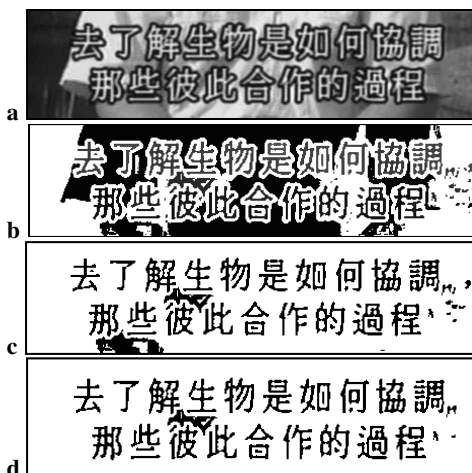 去了解生物是如何協調
那些彼此合作的過程
a
去了解生物是如何協調
那些彼此合作的過程
b
去了解生物是如何協調
那些彼此合作的過程
c
去了解生物是如何協調
那些彼此合作的過程
d